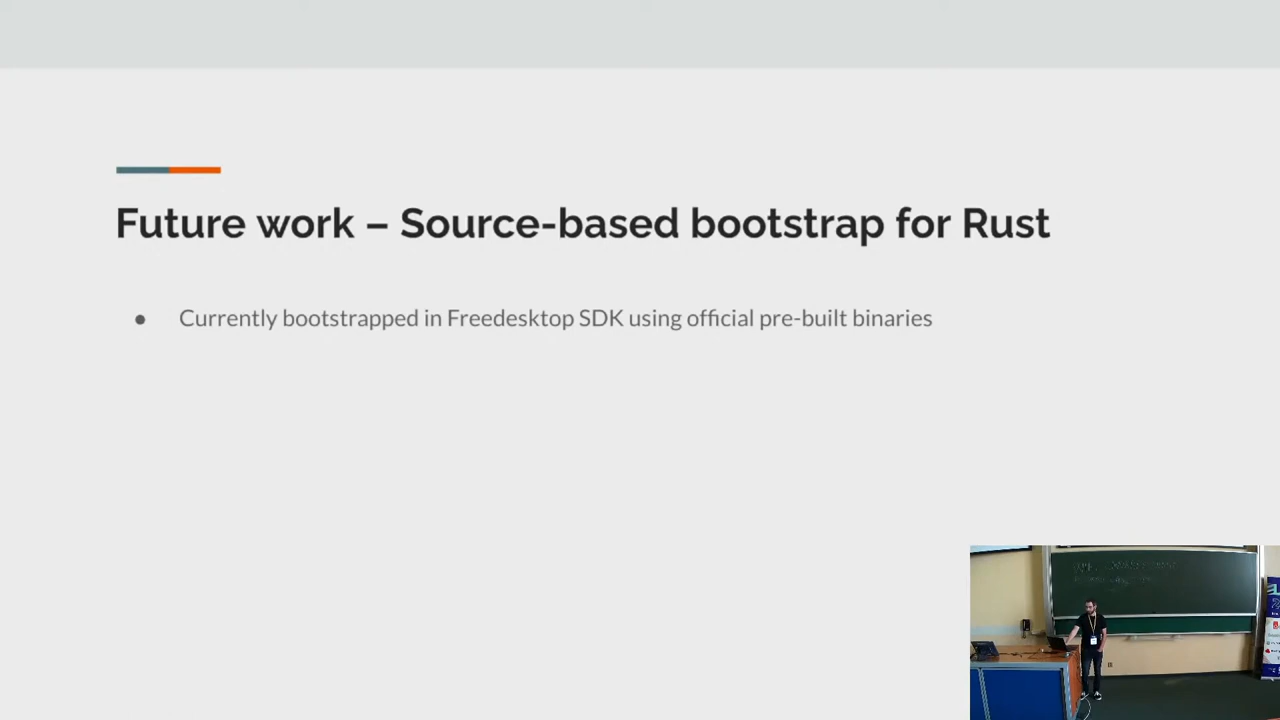 Future work – Source-based bootstrap for Rust
● Currently bootstrapped in Freedesktop SDK using official pre-built binaries